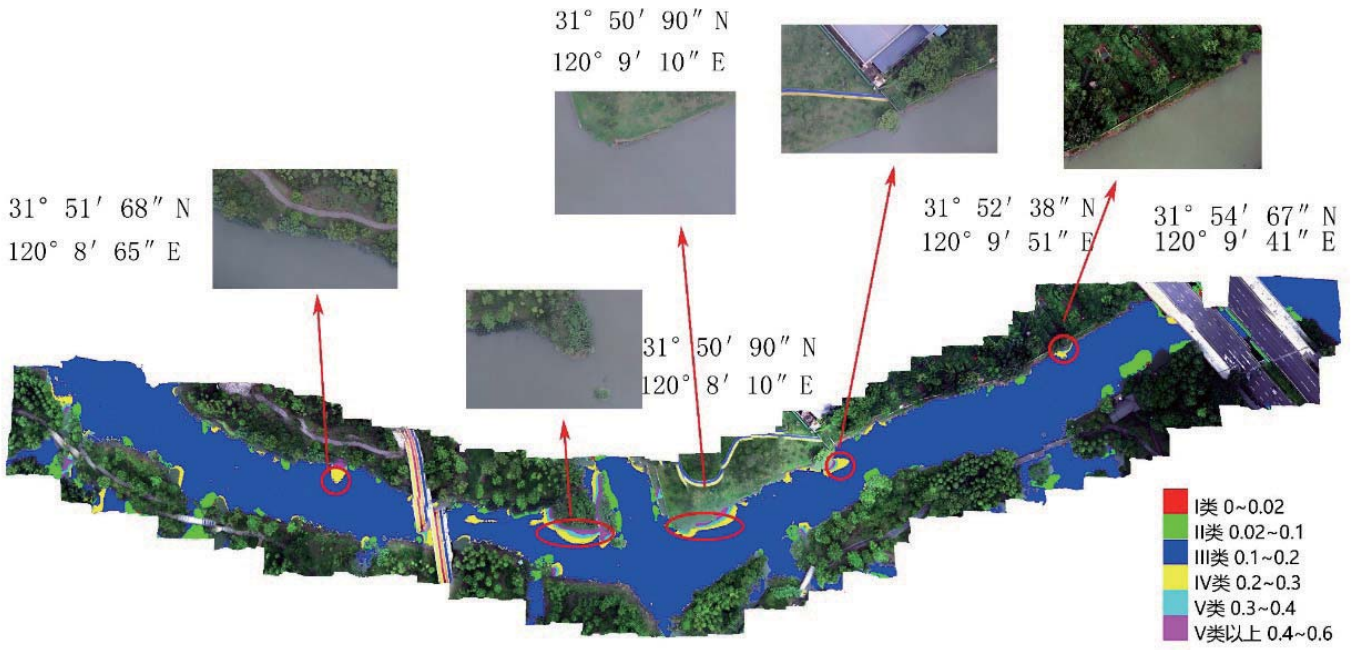 31° 50′ 90″ N
120° 9′ 10″ E
31° 51′ 68″ N
120° 8′ 65″ E
31° 52′ 38″ N
120° 9′ 51″ E
31° 54′ 67″ N
120° 9′ 41″ E
31° 50′ 90″ N
120° 8′ 10″ E
I类 0~0.02
II类 0.02~0.1
III类 0.1~0.2
IV类 0.2~0.3
V类 0.3~0.4
V类以上 0.4~0.6